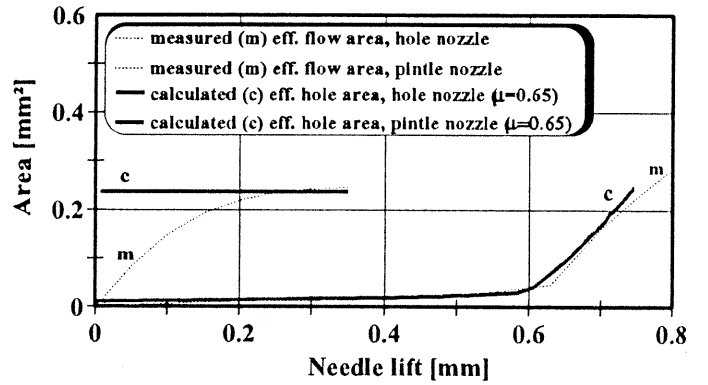 0.6
measured (m) eff. flow area, hole nozzle
measured (m) eff. flow area, pintle nozzle
calculated (c) eff. hole area, hole nozzle (μ=0.65)
calculated (c) eff. hole area, pintle nozzle (μ=0.65)
0.4
Area [mm²]
c
m
c
0.2
m
0
0
0.2
0.4
0.6
0.8
Needle lift [mm]